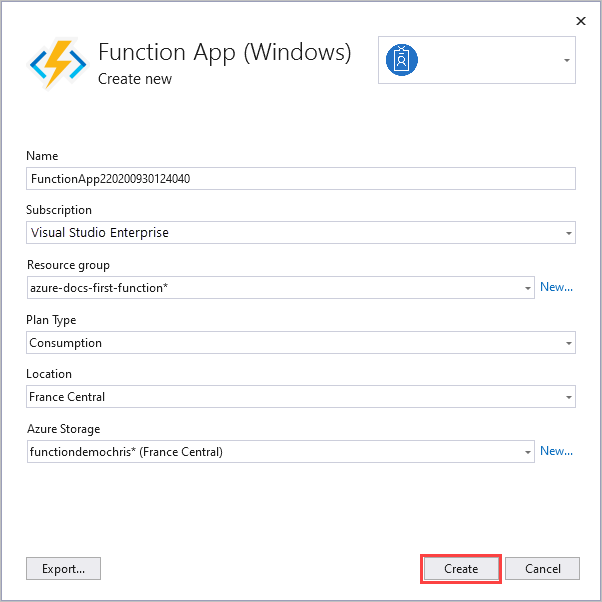 Function App (Windows)
Create new
Name
FunctionApp220200930124040
Subscription
Visual Studio Enterprise
Resource group
azure-docs-first-function*
New...
Plan Type
Consumption
Location
France Central
Azure Storage
functiondemochris* (France Central)
New...
Export...
Create
Cancel